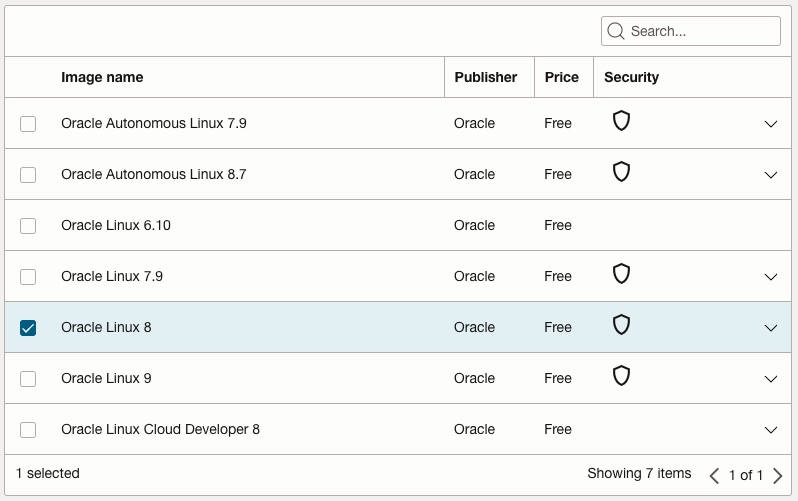 Search...
Image name Publisher Price Security
Oracle Autonomous Linux 7.9 Oracle Free
Oracle Autonomous Linux 8.7 Oracle Free
Oracle Linux 6.10 Oracle Free
Oracle Linux 7.9 Oracle Free
Oracle Linux 8 Oracle Free
Oracle Linux 9 Oracle Free
Oracle Linux Cloud Developer 8 Oracle Free
1 selected Showing 7 items 1 of 1